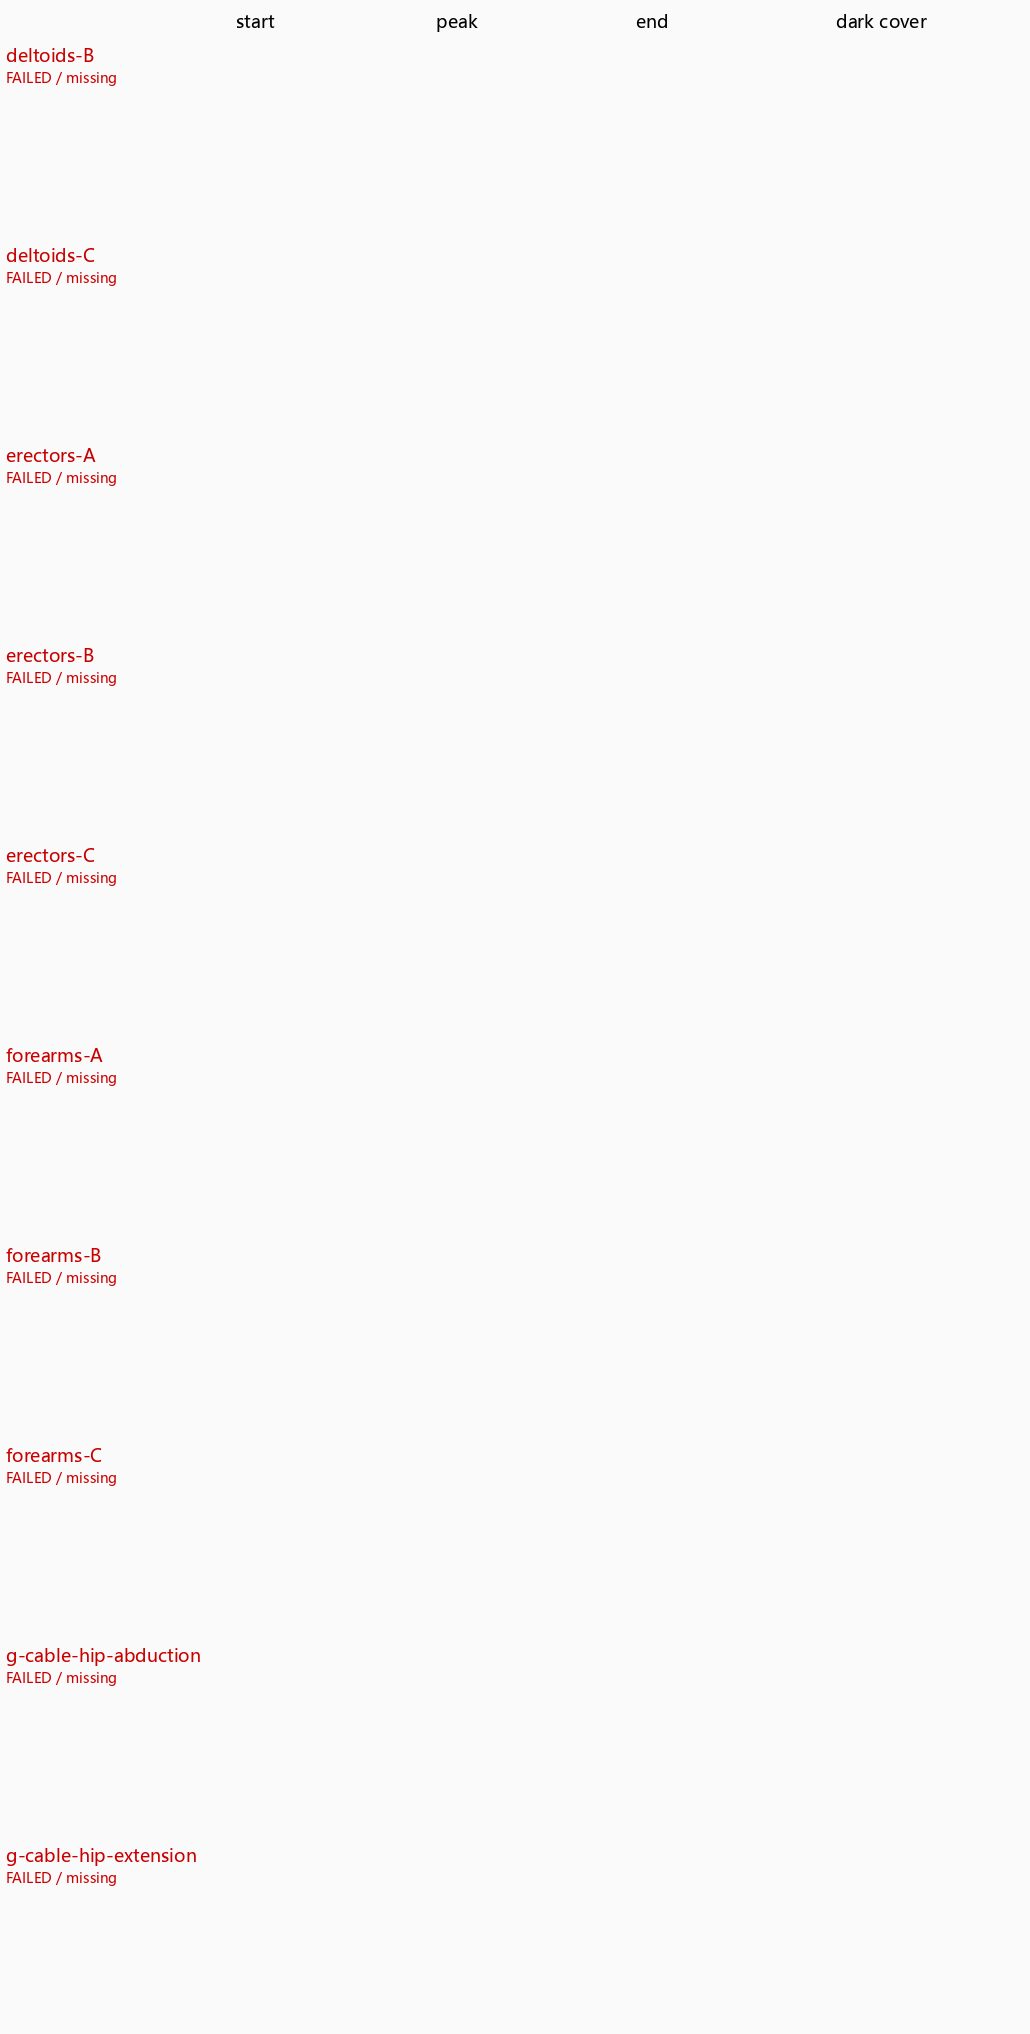 start peak end dark cover
deltoids-B
FAILED / missing
deltoids-C
FAILED / missing
erectors-A
FAILED / missing
erectors-B
FAILED / missing
erectors-C
FAILED / missing
forearms-A
FAILED / missing
forearms-B
FAILED / missing
forearms-C
FAILED / missing
g-cable-hip-abduction
FAILED / missing
g-cable-hip-extension
FAILED / missing